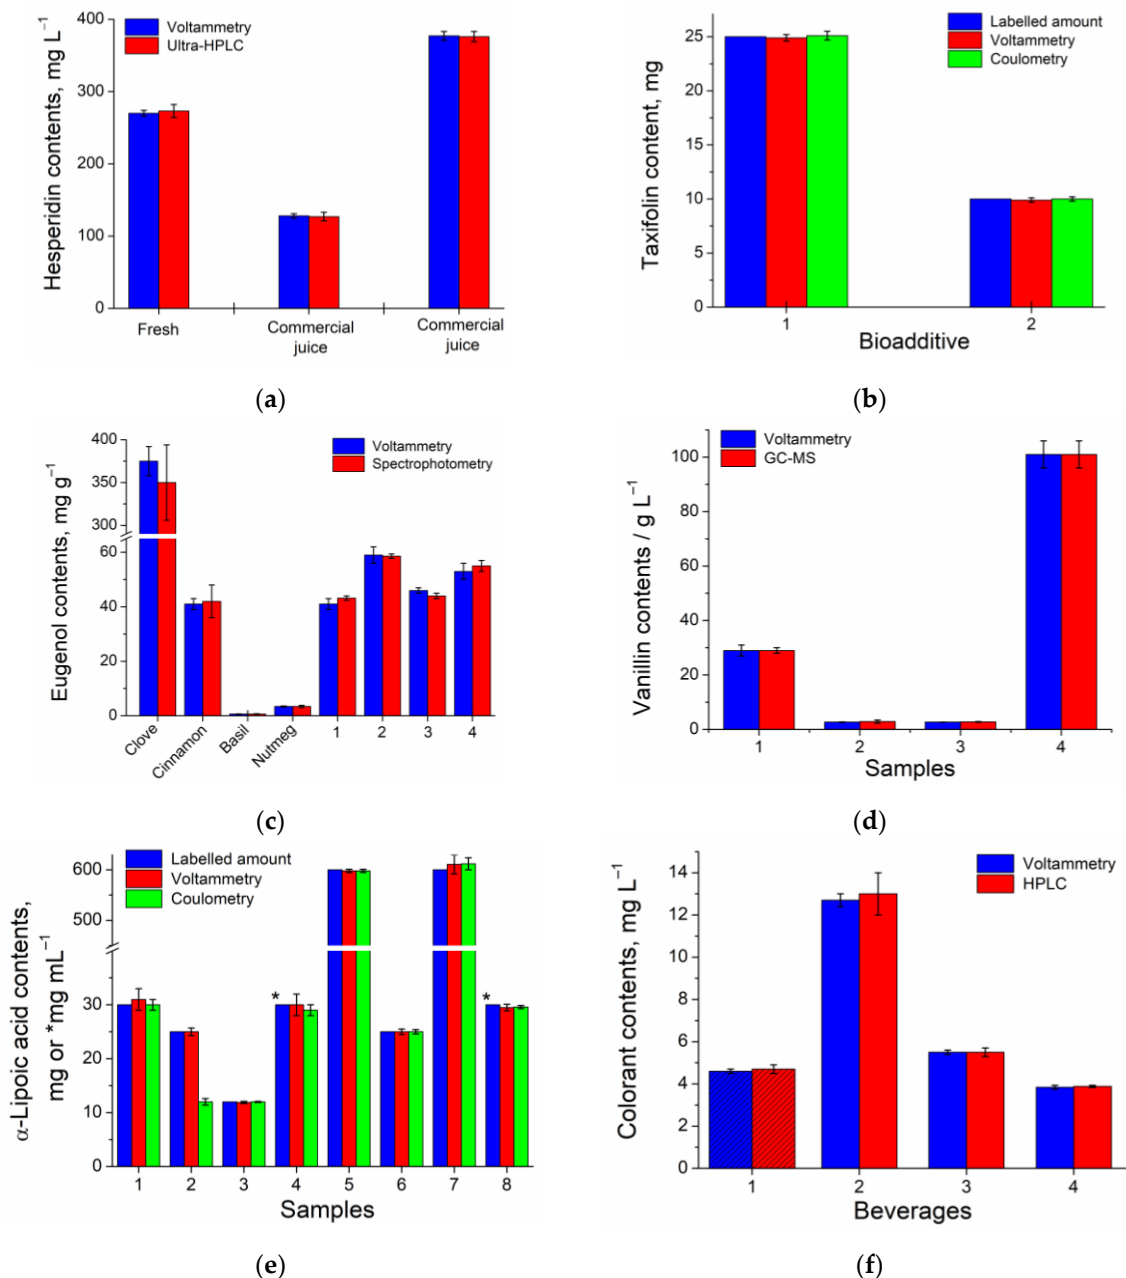 Hesperidin contents, mg L⁻¹
400
300
200
100
0
Voltammetry
Ultra-HPLC
Fresh
Commercial
juice
Commercial
juice
(a)
Taxifolin content, mg
25
20
15
10
5
0
Labelled amount
Voltammetry
Coulometry
1
2
Bioadditive
(b)
Eugenol contents, mg g⁻¹
400
375
350
325
300
60
40
20
0
Voltammetry
Spectrophotometry
Clove
Cinnamon
Basil
Nutmeg
1
2
3
4
(c)
Vanillin contents / g L⁻¹
100
80
60
40
20
0
Voltammetry
GC-MS
1
2
3
4
Samples
(d)
α-Lipoic acid contents,
mg or *mg mL⁻¹
600
500
30
20
10
0
Labelled amount
Voltammetry
Coulometry
*
*
1
2
3
4
5
6
7
8
Samples
(e)
Colorant contents, mg L⁻¹
14
12
10
8
6
4
2
0
Voltammetry
HPLC
1
2
3
4
Beverages
(f)